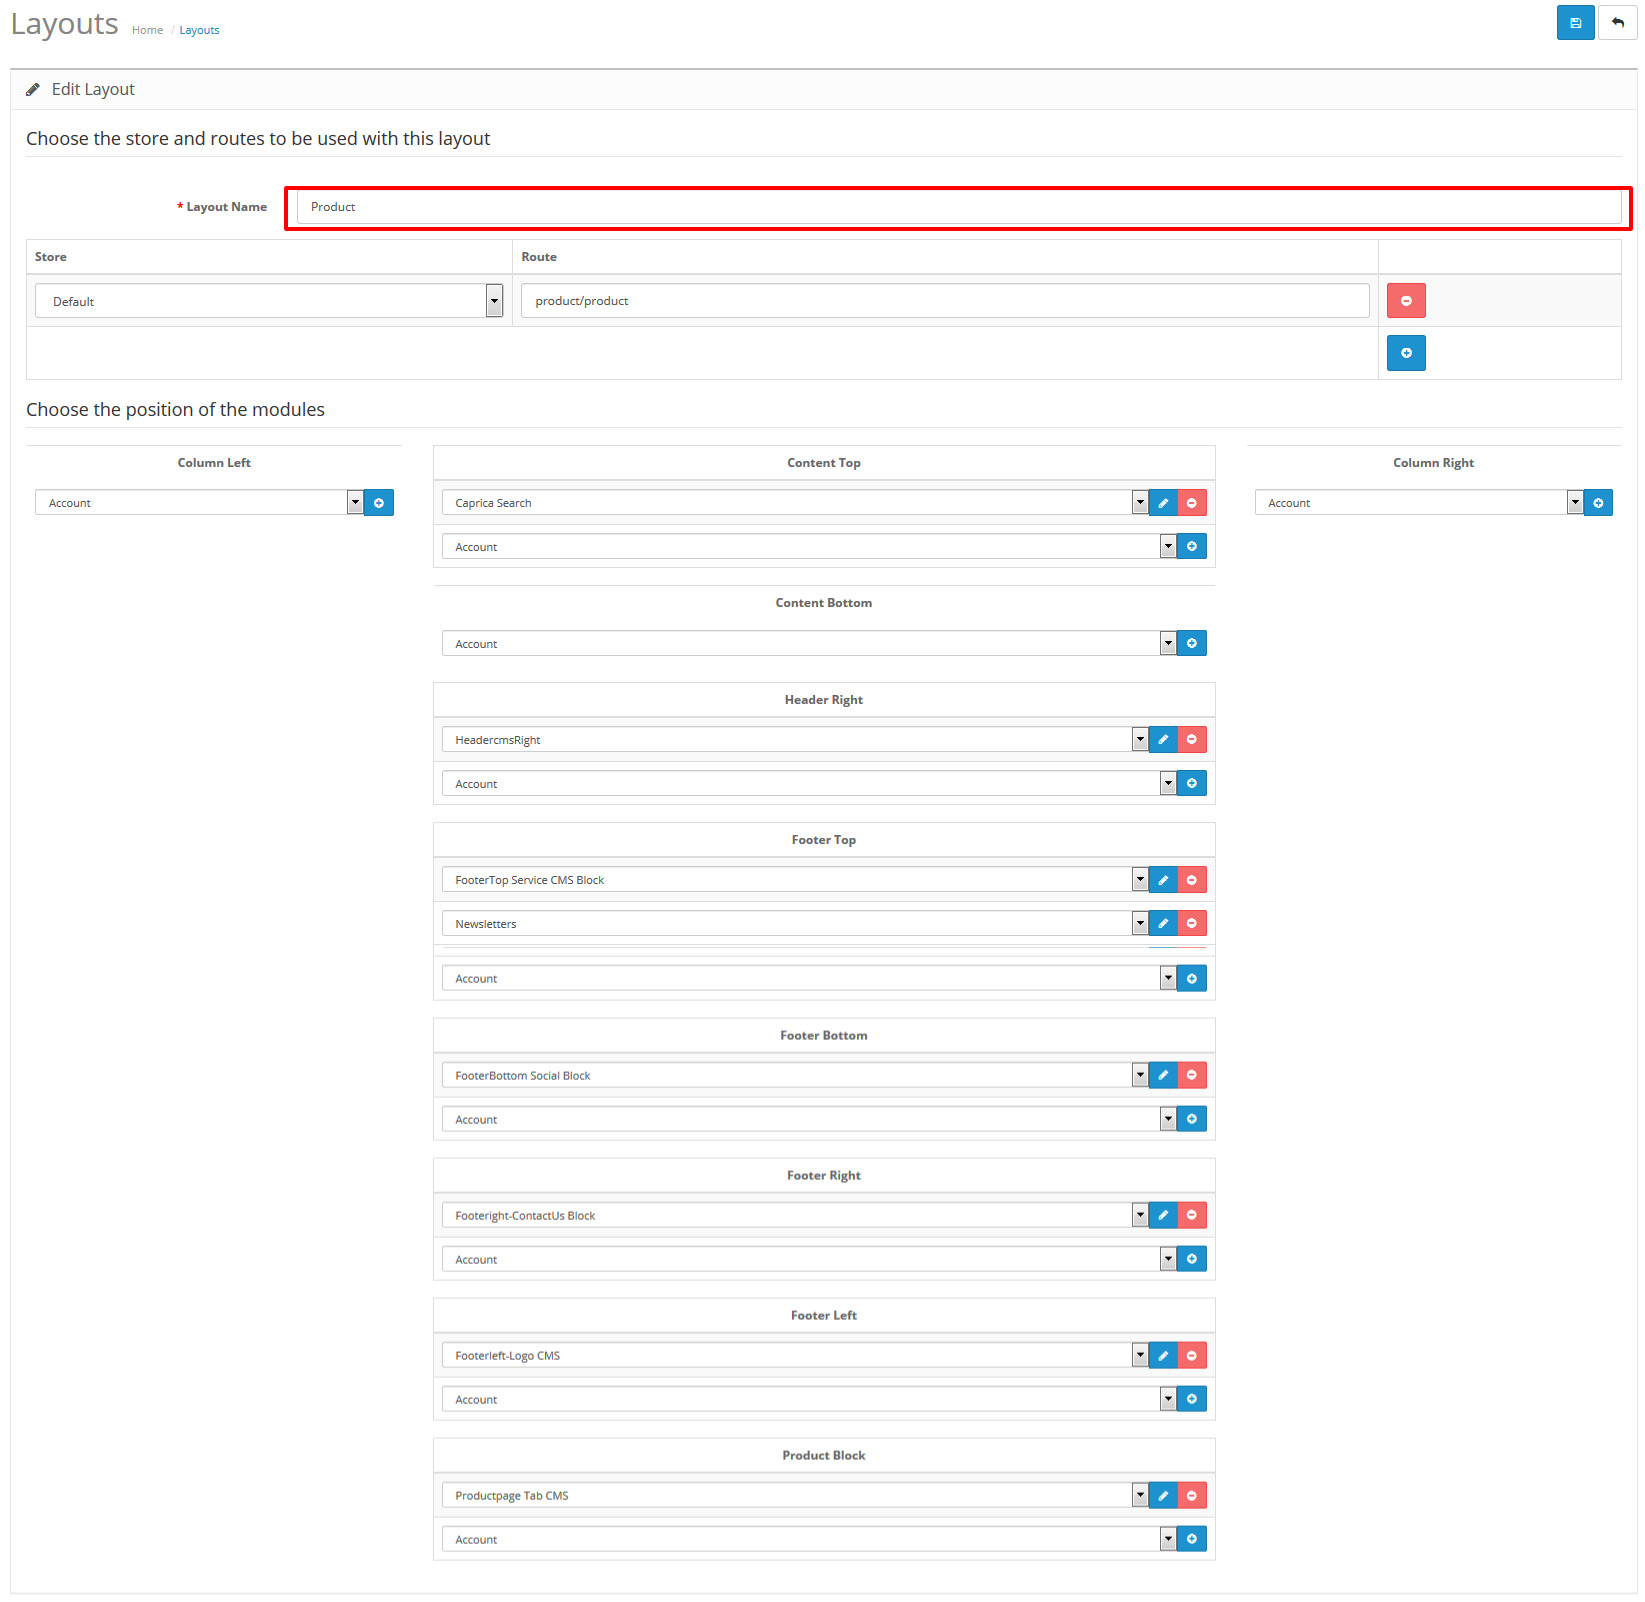 Layouts Home / Layouts
Edit Layout
Choose the store and routes to be used with this layout
* Layout Name Product
Store Route
Default product/product
Choose the position of the modules
Column Left
Account
Content Top
Caprica Search
Account
Content Bottom
Account
Header Right
HeadercmsRight
Account
Footer Top
FooterTop Service CMS Block
Newsletters
Account
Footer Bottom
FooterBottom Social Block
Account
Footer Right
Footeright-ContactUs Block
Account
Footer Left
Footerleft-Logo CMS
Account
Product Block
Productpage Tab CMS
Account
Column Right
Account